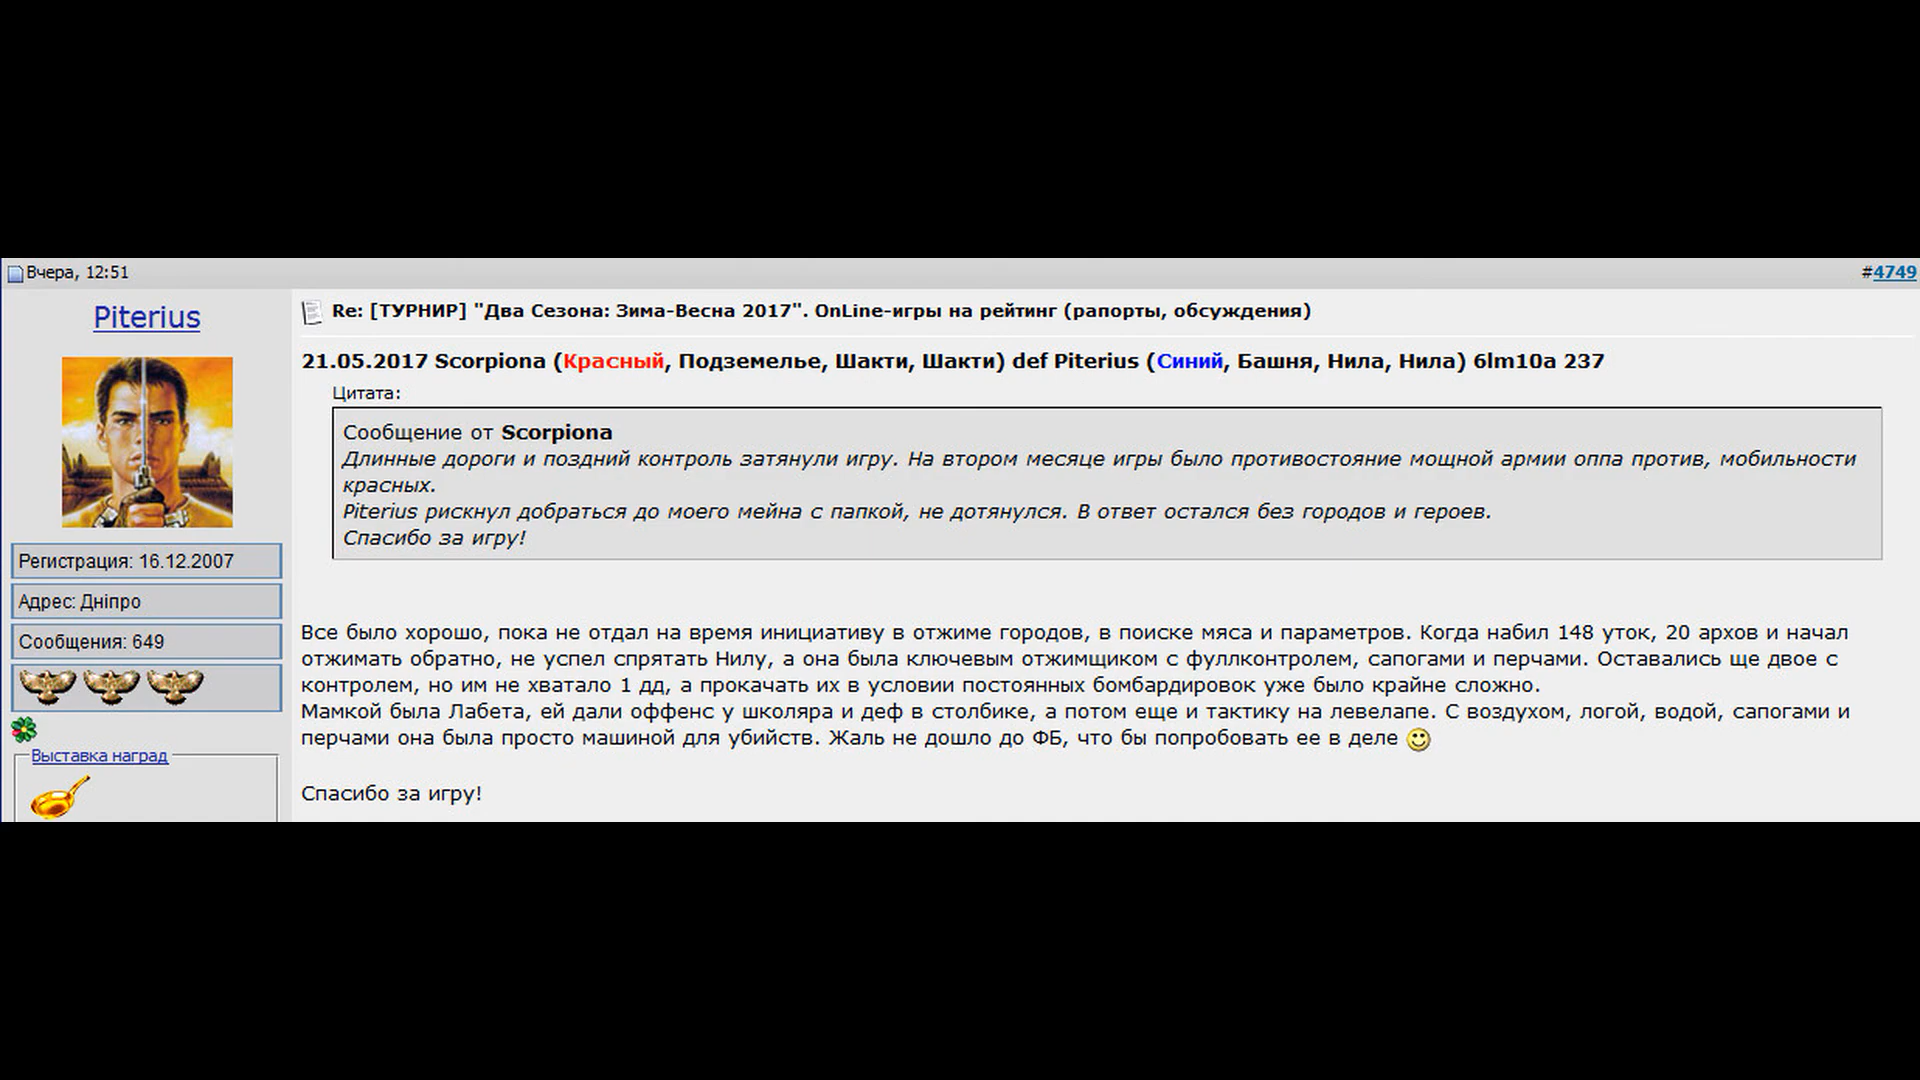 Вчера, 12:51
#4749
Piterius
Re: [ТУРНИР] "Два Сезона: Зима-Весна 2017". OnLine-игры на рейтинг (рапорты, обсуждения)
21.05.2017 Scorpiona (Красный, Подземелье, Шакти, Шакти) def Piterius (Синий, Башня, Нила, Нила) 6lm10a 237
Цитата:
Сообщение от Scorpiona
Длинные дороги и поздний контроль затянули игру. На втором месяце игры было противостояние мощной армии оппа против, мобильности
красных.
Piterius рискнул добраться до моего мейна с папкой, не дотянулся. В ответ остался без городов и героев.
Спасибо за игру!
Регистрация: 16.12.2007
Адрес: Дніпро
Сообщения: 649
Выставка наград
Все было хорошо, пока не отдал на время инициативу в отжиме городов, в поиске мяса и параметров. Когда набил 148 уток, 20 архов и начал
отжимать обратно, не успел спрятать Нилу, а она была ключевым отжимщиком с фуллконтролем, сапогами и перчами. Оставались ще двое с
контролем, но им не хватало 1 дд, а прокачать их в условии постоянных бомбардировок уже было крайне сложно.
Мамкой была Лабета, ей дали оффенс у школяра и деф в столбике, а потом еще и тактику на левелапе. С воздухом, логой, водой, сапогами и
перчами она была просто машиной для убийств. Жаль не дошло до ФБ, что бы попробовать ее в деле
Спасибо за игру!